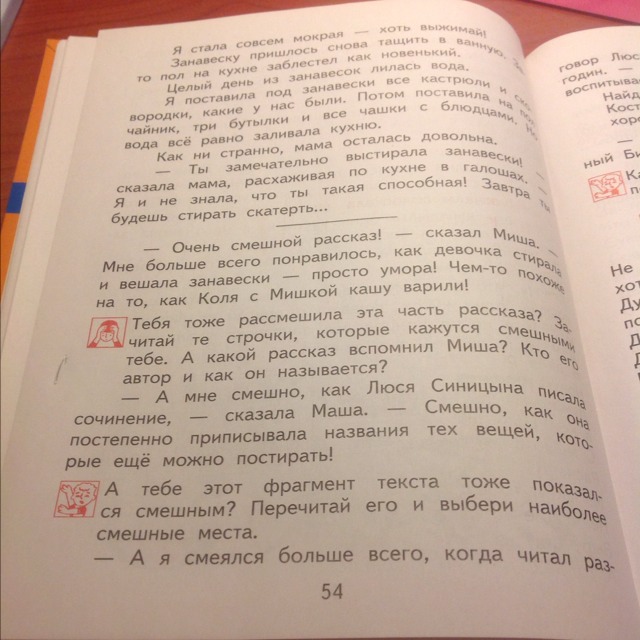 Я стала совсем мокрая — хоть выжимай!
Занавеску пришлось снова тащить в ванную. За-
то пол на кухне заблестел как новенький.
Целый день из занавесок лилась вода.
Я поставила под занавески все кастрюли и ско-
вородки, какие у нас были. Потом поставила на пол
чайник, три бутылки и все чашки с блюдцами. Но
вода всё равно заливала кухню.
Как ни странно, мама осталась довольна.
— Ты замечательно выстирала занавески! —
сказала мама, расхаживая по кухне в галошах. —
Я и не знала, что ты такая способная! Завтра ты
будешь стирать скатерть...
— Очень смешной рассказ! — сказал Миша. —
Мне больше всего понравилось, как девочка стирала
и вешала занавески — просто умора! Чем-то похоже
на то, как Коля с Мишкой кашу варили!
Тебя тоже рассмешила эта часть рассказа? За-
читай те строчки, которые кажутся смешными
тебе. А какой рассказ вспомнил Миша? Кто его
автор и как он называется?
— А мне смешно, как Люся Синицына писала
сочинение, — сказала Маша. — Смешно, как она
постепенно приписывала названия тех вещей, кото-
рые ещё можно постирать!
А тебе этот фрагмент текста тоже показал-
ся смешным? Перечитай его и выбери наиболее
смешные места.
— А я смеялся больше всего, когда читал раз-
54
говор Люс
годин. —
воспитывая
Найд
Кост
хоро
—
ный Би
Ка
п
Не
хот
Ду
по
Д